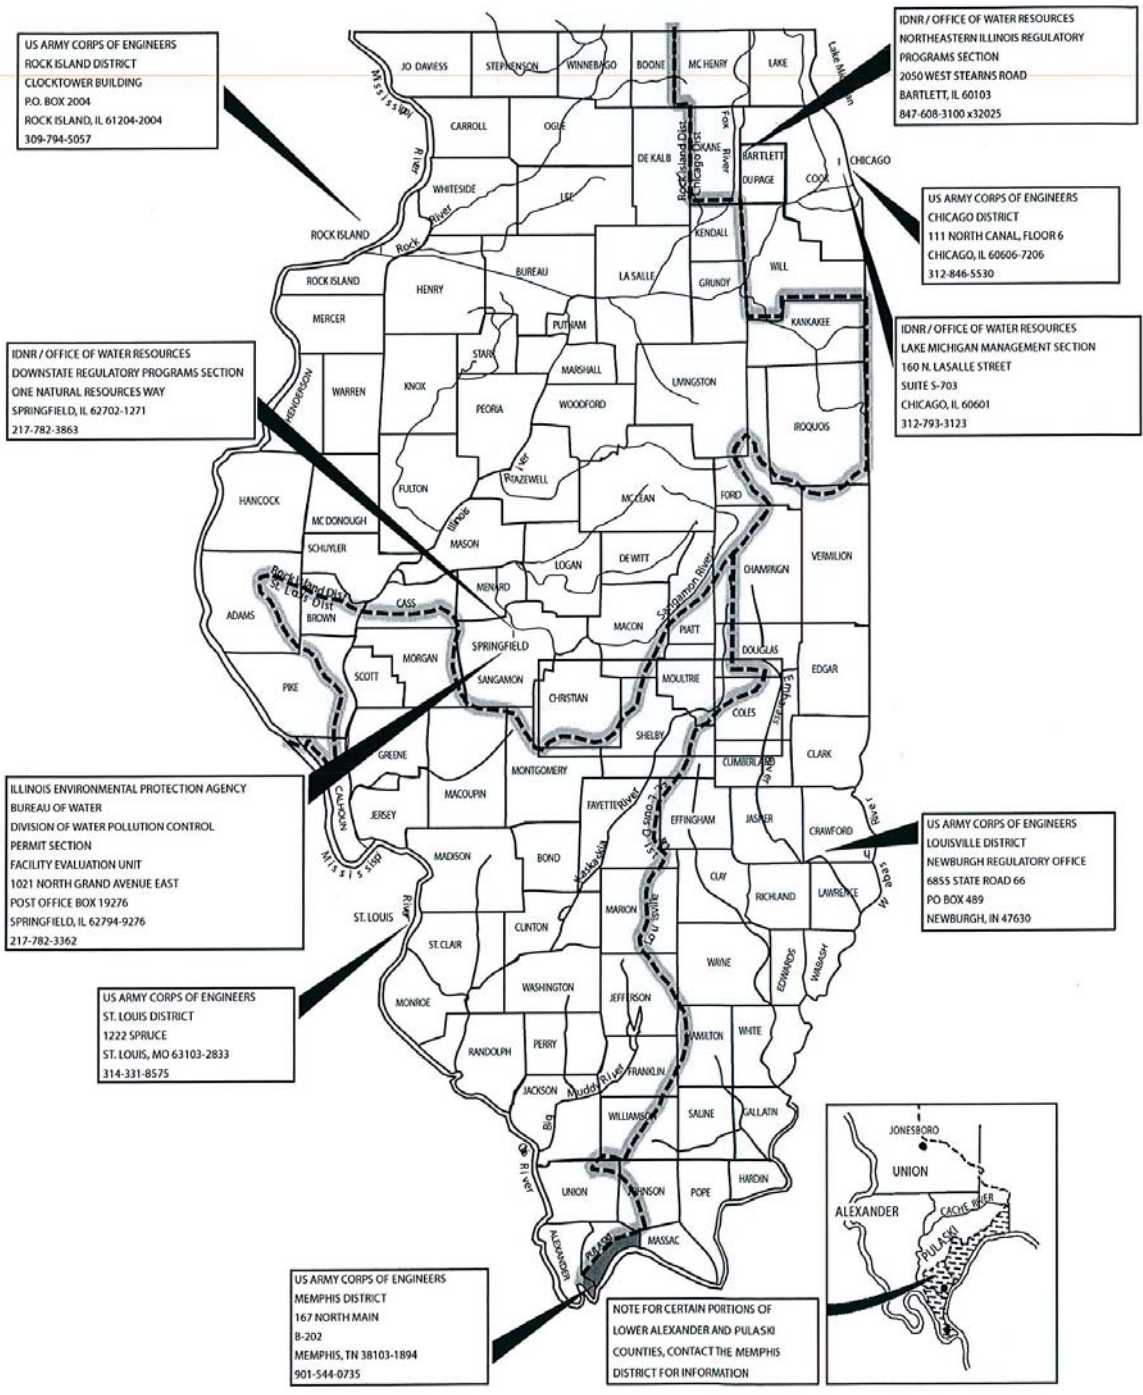 US ARMY CORPS OF ENGINEERS
ROCK ISLAND DISTRICT
CLOCKTOWER BUILDING
P.O. BOX 2004
ROCK ISLAND, IL 61204-2004
309-794-5057
IDNR / OFFICE OF WATER RESOURCES
NORTHEASTERN ILLINOIS REGULATORY
PROGRAMS SECTION
2050 WEST STEARNS ROAD
BARTLETT, IL 60103
847-608-3100 x32025
US ARMY CORPS OF ENGINEERS
CHICAGO DISTRICT
111 NORTH CANAL, FLOOR 6
CHICAGO, IL 60606-7206
312-846-5530
IDNR / OFFICE OF WATER RESOURCES
LAKE MICHIGAN MANAGEMENT SECTION
160 N. LASALLE STREET
SUITE S-703
CHICAGO, IL 60601
312-793-3123
IDNR / OFFICE OF WATER RESOURCES
DOWNSTATE REGULATORY PROGRAMS SECTION
ONE NATURAL RESOURCES WAY
SPRINGFIELD, IL 62702-1271
217-782-3863
ILLINOIS ENVIRONMENTAL PROTECTION AGENCY
BUREAU OF WATER
DIVISION OF WATER POLLUTION CONTROL
PERMIT SECTION
FACILITY EVALUATION UNIT
1021 NORTH GRAND AVENUE EAST
POST OFFICE BOX 19276
SPRINGFIELD, IL 62794-9276
217-782-3362
US ARMY CORPS OF ENGINEERS
LOUISVILLE DISTRICT
NEWBURGH REGULATORY OFFICE
6855 STATE ROAD 66
PO BOX 489
NEWBURGH, IN 47630
US ARMY CORPS OF ENGINEERS
ST. LOUIS DISTRICT
1222 SPRUCE
ST. LOUIS, MO 63103-2833
314-331-8575
US ARMY CORPS OF ENGINEERS
MEMPHIS DISTRICT
167 NORTH MAIN
B-202
MEMPHIS, TN 38103-1894
901-544-0735
NOTE FOR CERTAIN PORTIONS OF
LOWER ALEXANDER AND PULASKI
COUNTIES, CONTACT THE MEMPHIS
DISTRICT FOR INFORMATION
JO DAVIESS
STEPHENSON
WINNEBAGO
BOONE
MC HENRY
LAKE
Mississippi
River
CARROLL
OGLE
DE KALB
Rock Island Dist
Chicago Dist
KANE
Fox
River
BARTLETT
DU PAGE
COOK
CHICAGO
WHITESIDE
LEE
Rock
River
ROCK ISLAND
KENDALL
WILL
ROCK ISLAND
HENRY
BUREAU
LA SALLE
GRUNDY
MERCER
PUTNAM
KANKAKEE
STARK
MARSHALL
HENDERSON
WARREN
KNOX
PEORIA
WOODFORD
LIVINGSTON
IROQUOIS
HANCOCK
MC DONOUGH
FULTON
Illinois
River
TAZEWELL
MCLEAN
FORD
SCHUYLER
MASON
LOGAN
DE WITT
CHAMPAIGN
VERMILION
Rock Island Dist
St. Louis Dist
ADAMS
BROWN
CASS
MENARD
MACON
PIATT
Sangamon River
SPRINGFIELD
SANGAMON
MORGAN
SCOTT
PIKE
CHRISTIAN
MOULTRIE
DOUGLAS
EDGAR
COLES
SHELBY
GREENE
MACOUPIN
MONTGOMERY
CUMBERLAND
River
CLARK
CALHOUN
JERSEY
FAYETTE
Kaskaskia
River
EFFINGHAM
JASPER
CRAWFORD
River
MADISON
BOND
CLAY
RICHLAND
LAWRENCE
ST. LOUIS
River
ST. CLAIR
CLINTON
MARION
WAYNE
EDWARDS
WABASH
MONROE
WASHINGTON
JEFFERSON
HAMILTON
WHITE
RANDOLPH
PERRY
FRANKLIN
JACKSON
Big
Muddy River
WILLIAMSON
SALINE
GALLATIN
River
UNION
JOHNSON
POPE
HARDIN
ALEXANDER
PULASKI
MASSAC
JONESBORO
UNION
ALEXANDER
CACHE RIVER
PULASKI